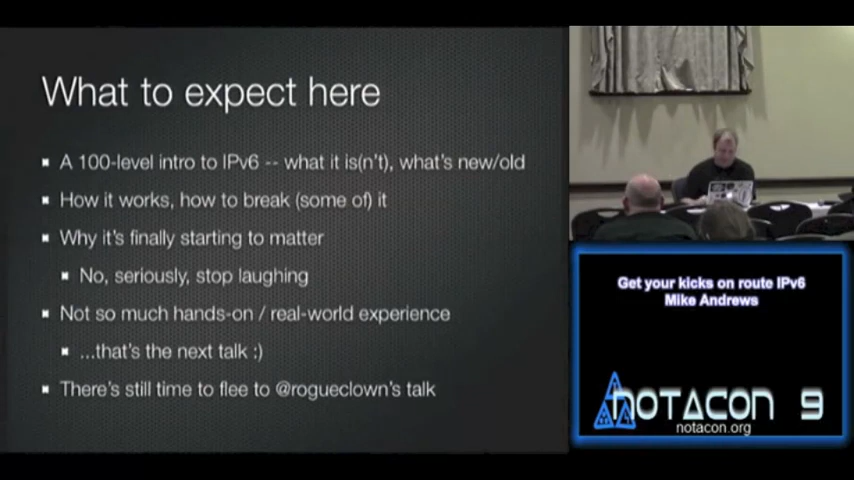 What to expect here
A 100-level intro to IPv6 -- what it is(n't), what's new/old
How it works, how to break (some of) it
Why it's finally starting to matter
No, seriously, stop laughing
Not so much hands-on / real-world experience
...that's the next talk :)
There's still time to flee to @rogueclown's talk
Get your kicks on route IPv6
Mike Andrews
NOTACON 9
notacon.org